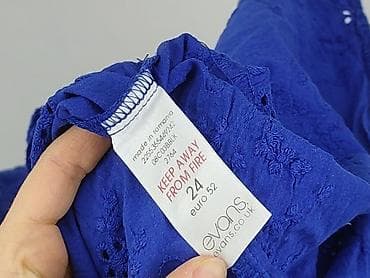 made in romania
KEEP AWAY
FROM FIRE
24
euro 52
evans
evans.co.uk